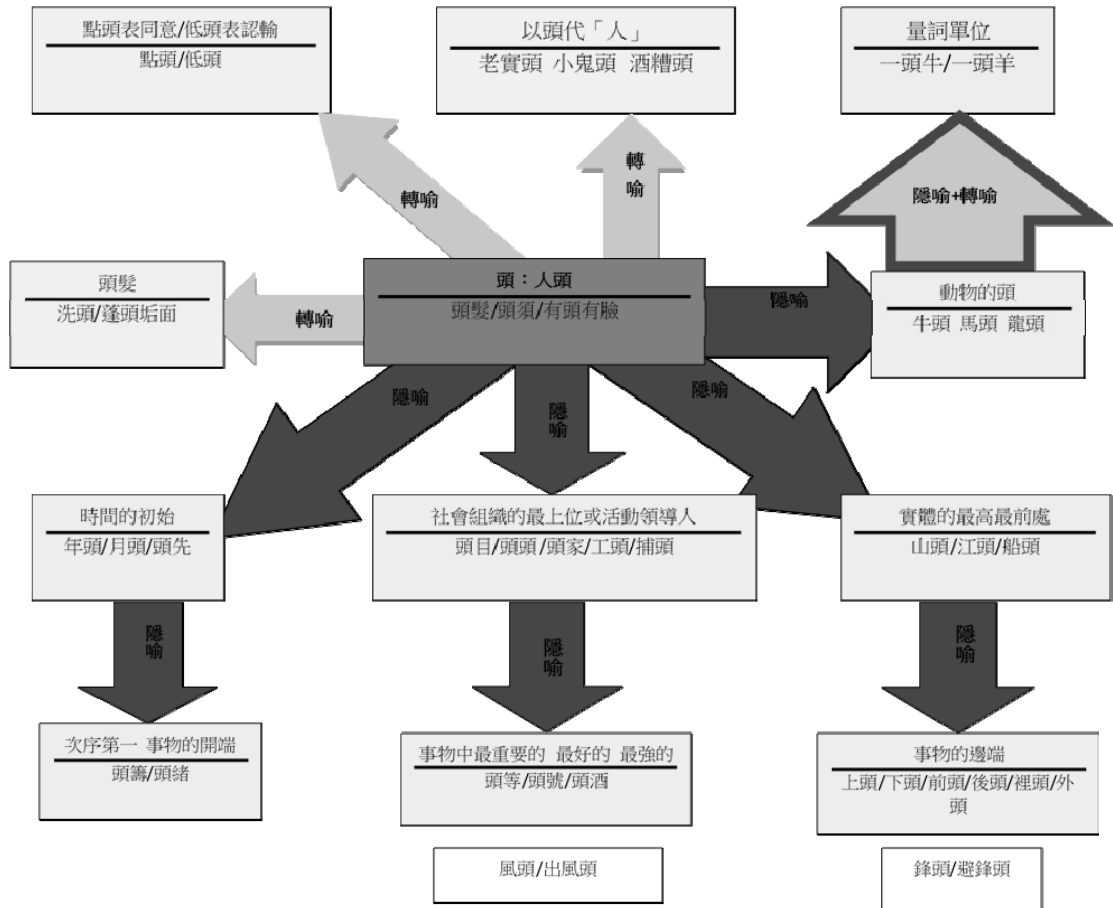 點頭表同意/低頭表認輸
點頭/低頭
以頭代「人」
老實頭 小鬼頭 酒糟頭
量詞單位
一頭牛/一頭羊
轉喻
轉
喻
隱喻+轉喻
頭髮
洗頭/蓬頭垢面
轉喻
頭：人頭
頭髮/頭須/有頭有臉
隱喻
動物的頭
牛頭 馬頭 龍頭
隱喻
隱
喻
隱喻
時間的初始
年頭/月頭/頭先
社會組織的最上位或活動領導人
頭目/頭頭/頭家/工頭/捕頭
實體的最高最前處
山頭/江頭/船頭
隱
喻
隱
喻
隱
喻
次序第一 事物的開端
頭籌/頭緒
事物中最重要的 最好的 最強的
頭等/頭號/頭酒
事物的邊端
上頭/下頭/前頭/後頭/裡頭/外
頭
風頭/出風頭
鋒頭/避鋒頭